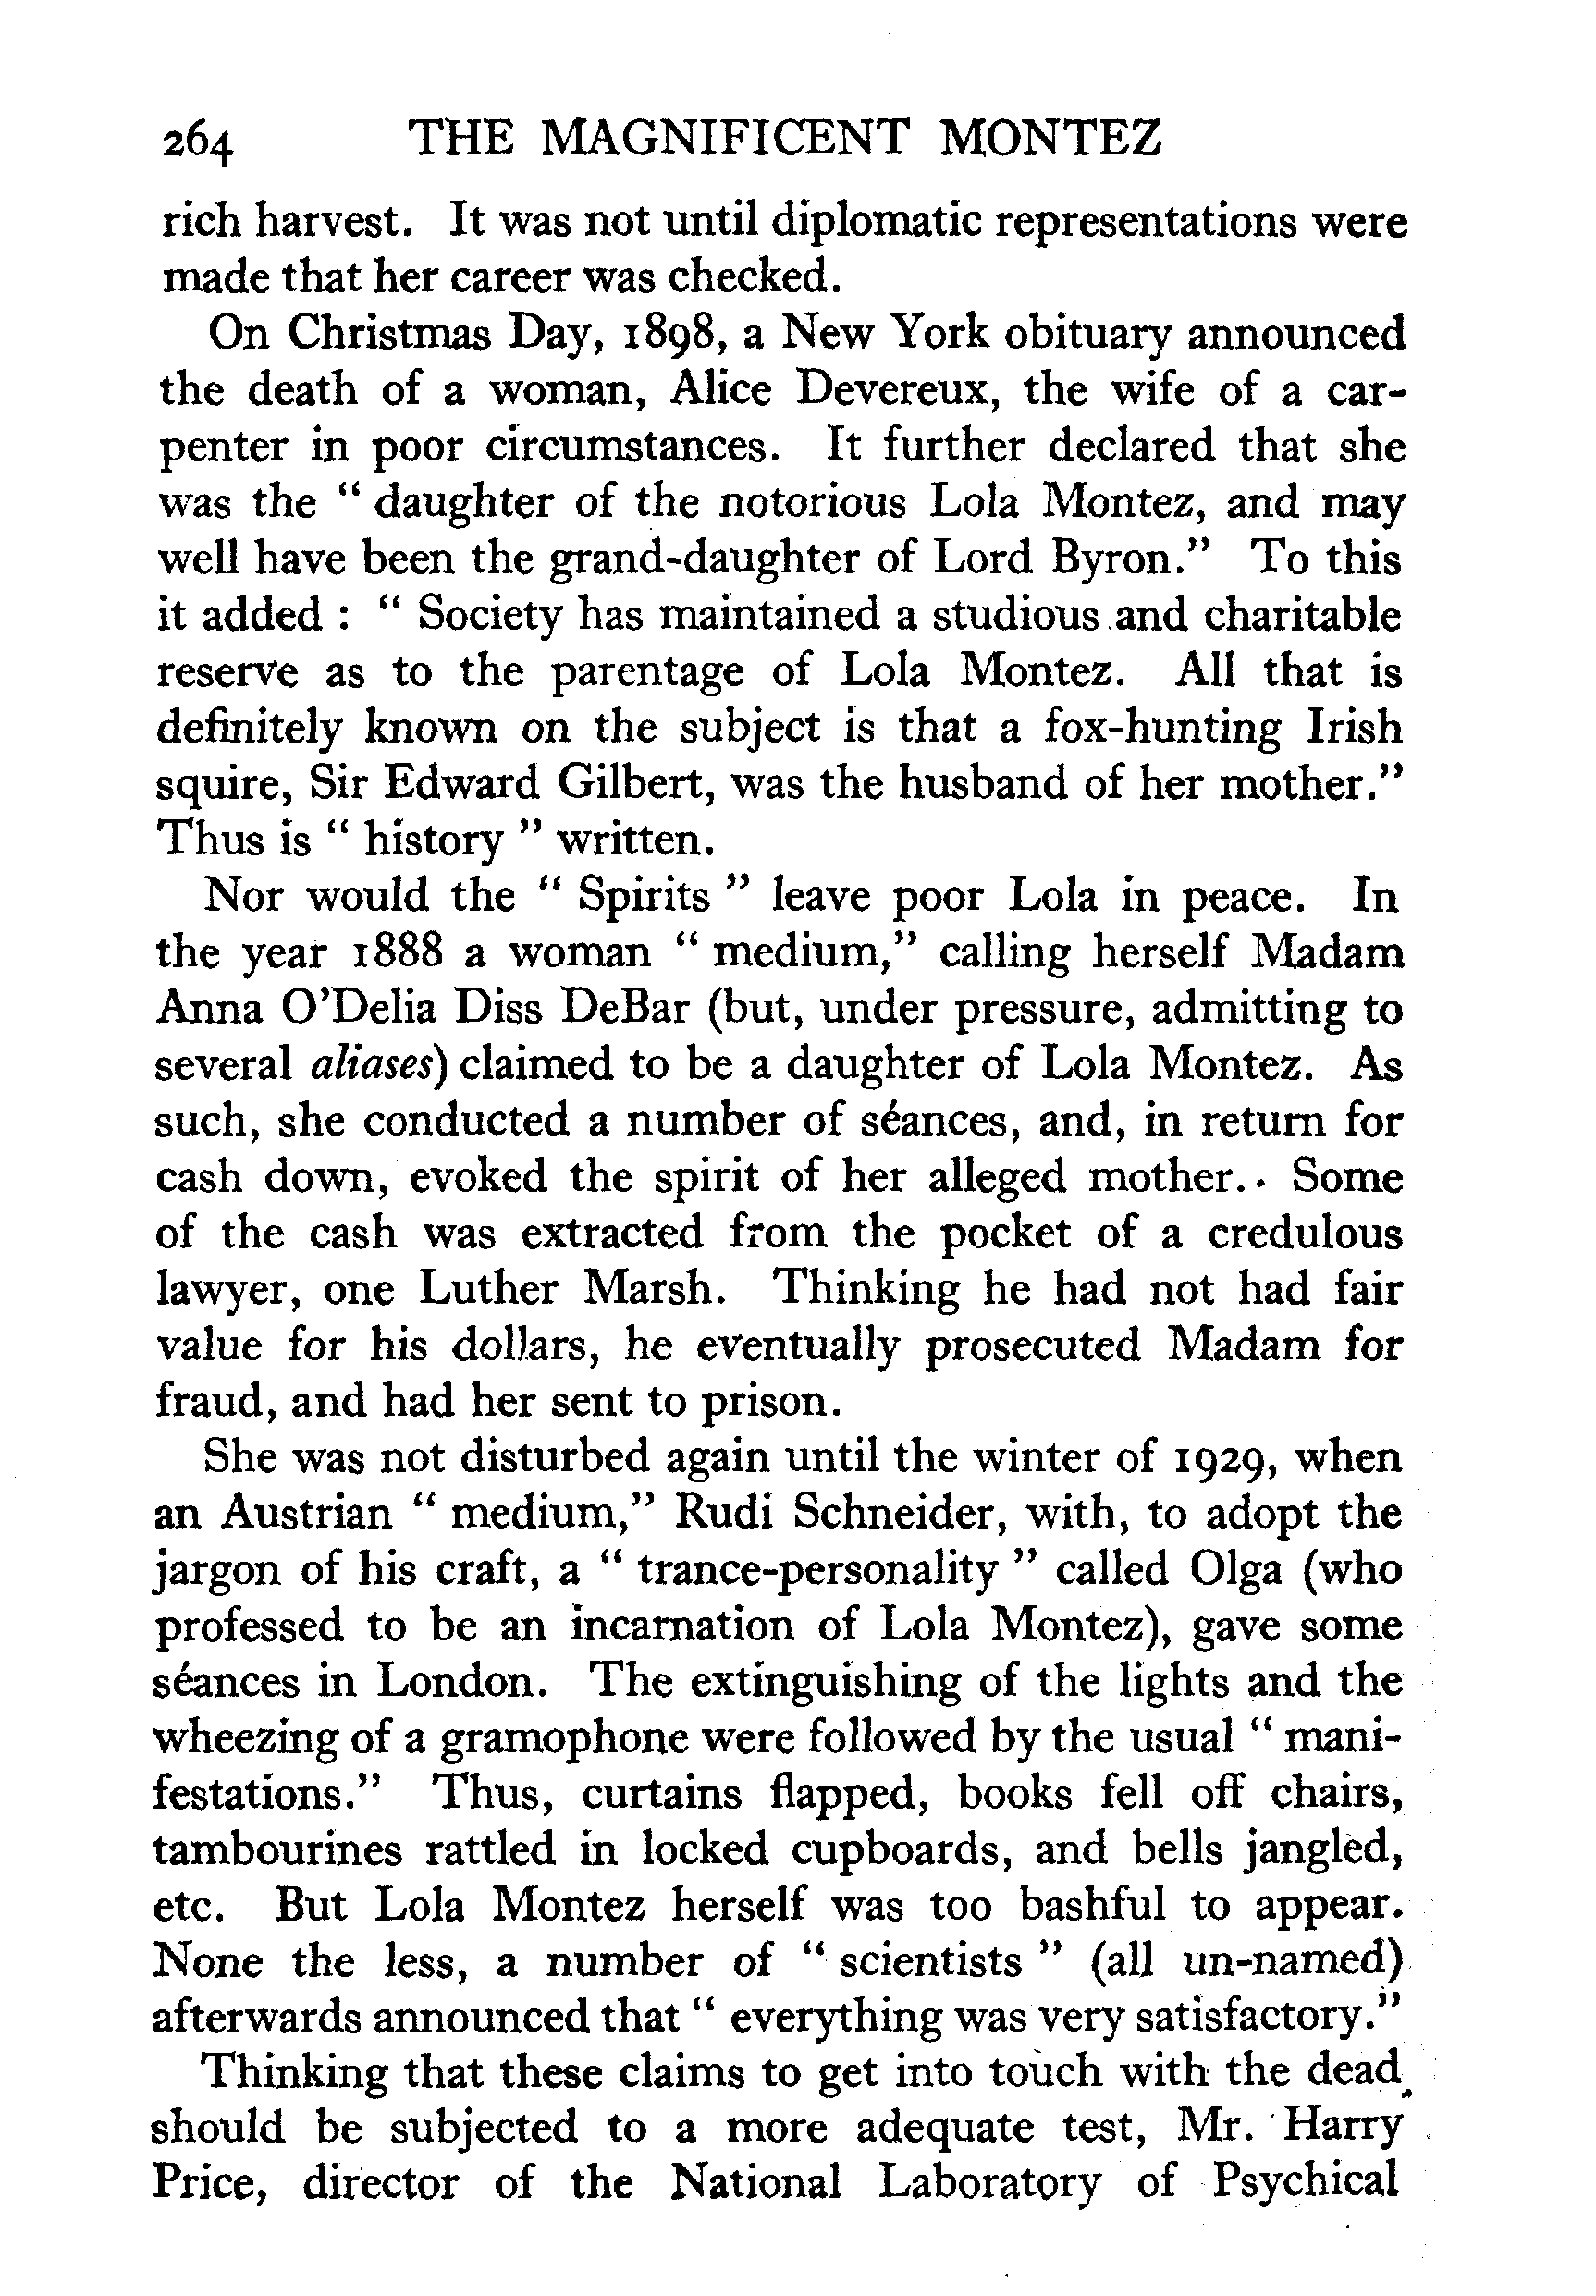 264 THE MAGNIFICENT MONTEZ
rich harvest. It was not until diplomatic representations were
made that her career was checked.
On Christmas Day, 1898, a New York obituary announced
the death of a woman, Alice Devereux, the wife of a car-
penter in poor circumstances. It further declared that she
was the " daughter of the notorious Lola Montez, and may
well have been the grand-daughter of Lord Byron." To this
it added : " Society has maintained a studious and charitable
reserve as to the parentage of Lola Montez. All that is
definitely known on the subject is that a fox-hunting Irish
squire, Sir Edward Gilbert, was the husband of her mother."
Thus is " history " written.
Nor would the " Spirits " leave poor Lola in peace. In
the year 1888 a woman " medium," calling herself Madam
Anna O'Delia Diss DeBar (but, under pressure, admitting to
several aliases) claimed to be a daughter of Lola Montez. As
such, she conducted a number of séances, and, in return for
cash down, evoked the spirit of her alleged mother.. Some
of the cash was extracted from the pocket of a credulous
lawyer, one Luther Marsh. Thinking he had not had fair
value for his dollars, he eventually prosecuted Madam for
fraud, and had her sent to prison.
She was not disturbed again until the winter of 1929, when
an Austrian " medium," Rudi Schneider, with, to adopt the
jargon of his craft, a " trance-personality " called Olga (who
professed to be an incarnation of Lola Montez), gave some
séances in London. The extinguishing of the lights and the
wheezing of a gramophone were followed by the usual " mani-
festations." Thus, curtains flapped, books fell off chairs,
tambourines rattled in locked cupboards, and bells jangled,
etc. But Lola Montez herself was too bashful to appear.
None the less, a number of " scientists " (all un-named)
afterwards announced that " everything was very satisfactory."
Thinking that these claims to get into touch with the dead
should be subjected to a more adequate test, Mr. Harry
Price, director of the National Laboratory of Psychical